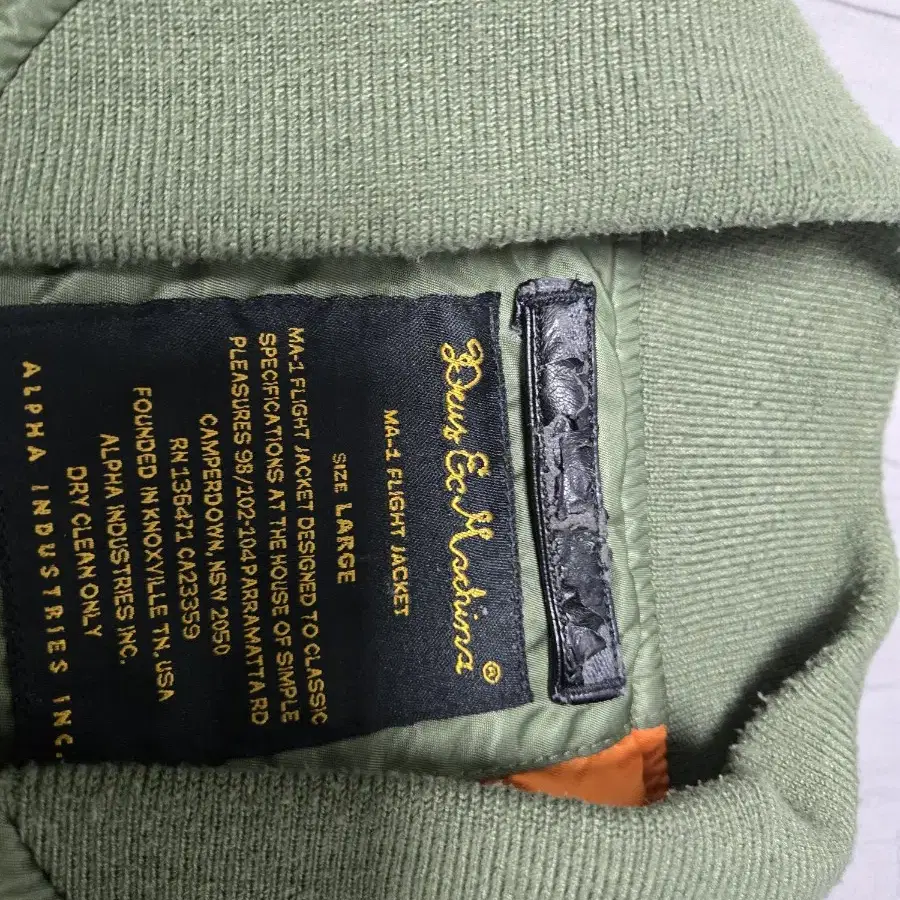 Deus Ex Machina ®
MA-1 FLIGHT JACKET
SIZE LARGE
MA-1 FLIGHT JACKET DESIGNED TO CLASSIC
SPECIFICATIONS AT THE HOUSE OF SIMPLE
PLEASURES 98/102-104 PARRAMATTA RD
CAMPERDOWN, NSW 2050
RN 136471 CA23359
FOUNDED IN KNOXVILLE TN. USA
ALPHA INDUSTRIES INC.
DRY CLEAN ONLY
ALPHA INDUSTRIES INC.